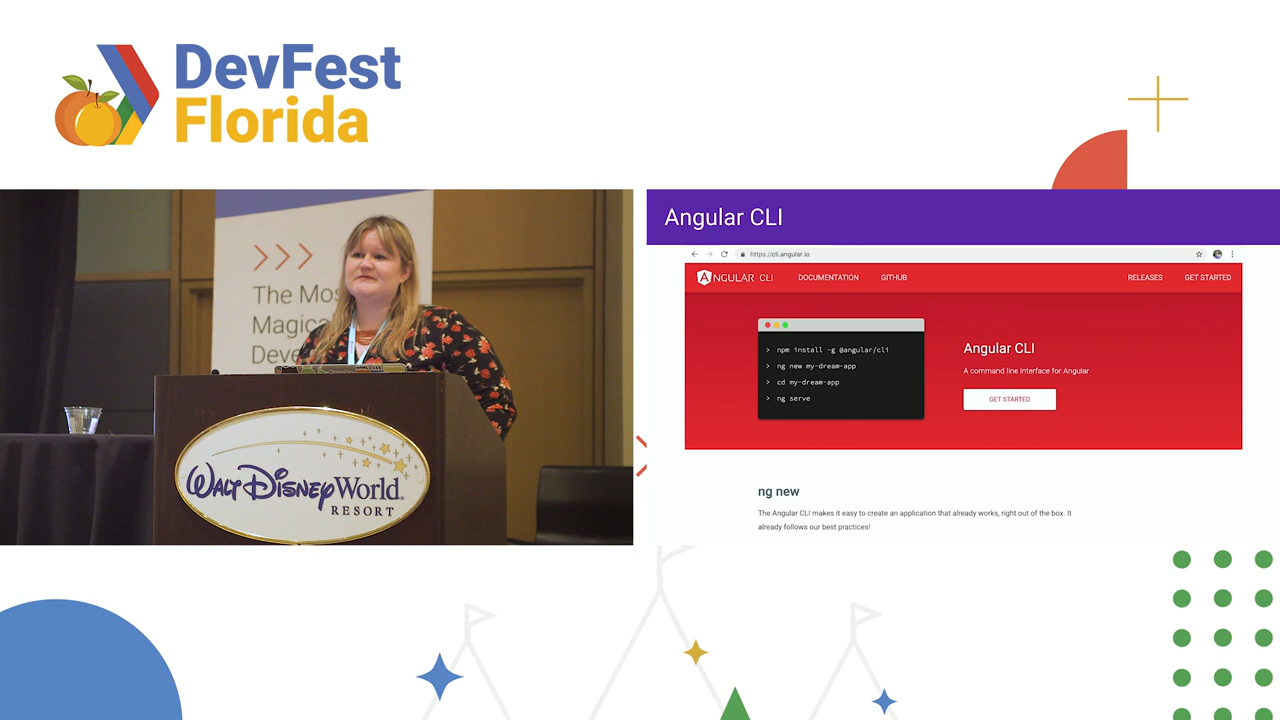 DevFest
Florida
The Mos
Magica
Deve
Walt Disney World
RESORT
Angular CLI
https://cli.angular.io
ANGULAR CLI DOCUMENTATION GITHUB RELEASES GET STARTED
> npm install -g @angular/cli
> ng new my-dream-app
> cd my-dream-app
> ng serve
Angular CLI
A command line interface for Angular
GET STARTED
ng new
The Angular CLI makes it easy to create an application that already works, right out of the box. It
already follows our best practices!